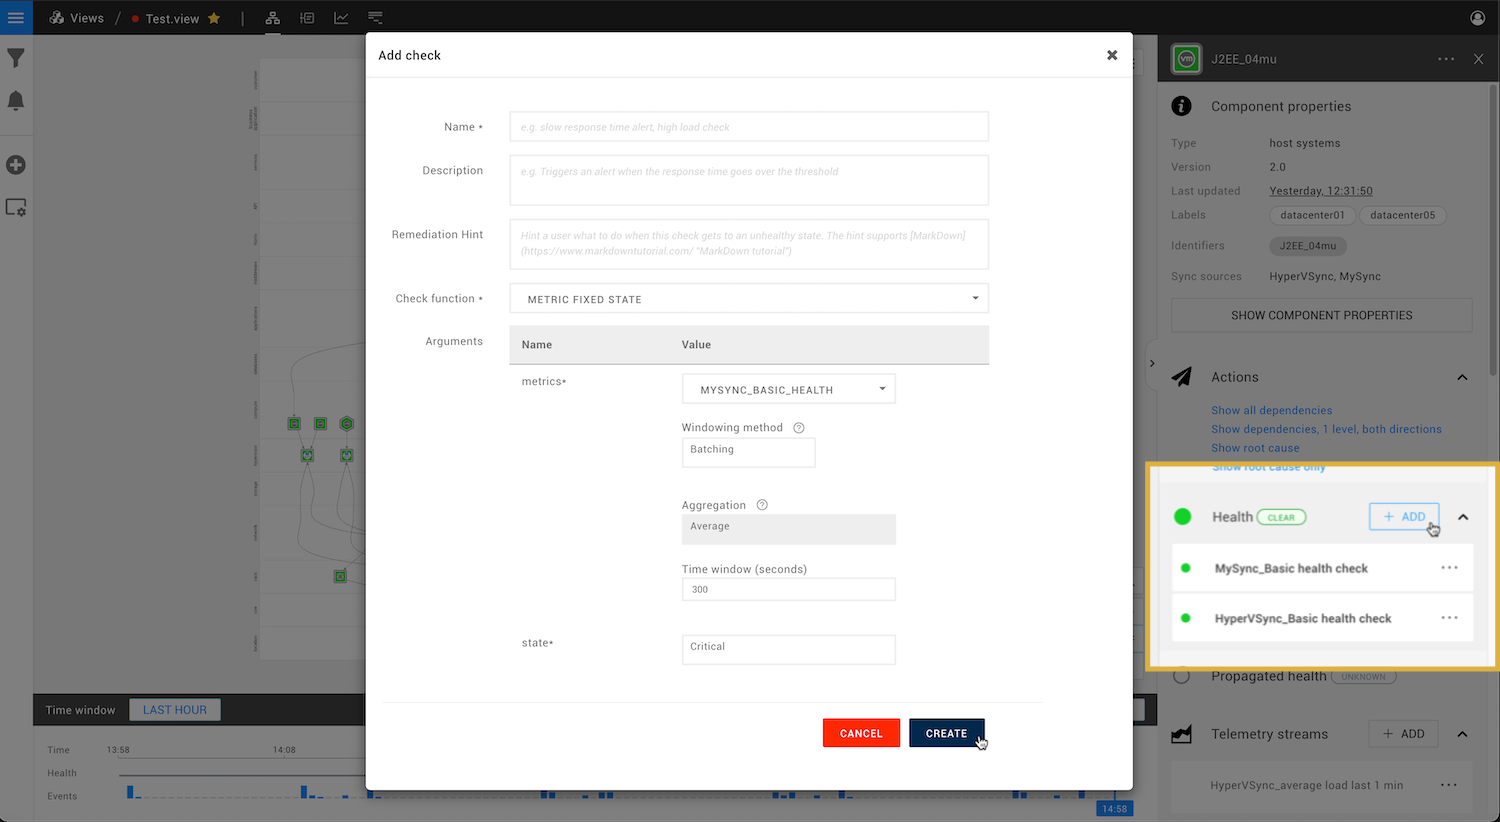 Views / Test.view
Add check
Name *
e.g. slow response time alert, high load check
Description
e.g. Triggers an alert when the response time goes over the threshold
Remediation Hint
Hint a user what to do when this check gets to an unhealthy state. The hint supports [MarkDown]
(https://www.markdowntutorial.com/ "MarkDown tutorial")
Check function *
METRIC FIXED STATE
Arguments
Name Value
metrics*
MYSYNC_BASIC_HEALTH
Windowing method
Batching
Aggregation
Average
Time window (seconds)
300
state*
Critical
CANCEL CREATE
J2EE_04mu
Component properties
Type host systems
Version 2.0
Last updated Yesterday, 12:31:50
Labels datacenter01 datacenter05
Identifiers J2EE_04mu
Sync sources HyperVSync, MySync
SHOW COMPONENT PROPERTIES
Actions
Show all dependencies
Show dependencies, 1 level, both directions
Show root cause
Show root cause only
Health CLEAR + ADD
MySync_Basic health check
HyperVSync_Basic health check
Propagated health UNKNOWN
Telemetry streams + ADD
HyperVSync_average load last 1 min
Time window LAST HOUR
Time 13:58 14:08
Health
Events
14:58